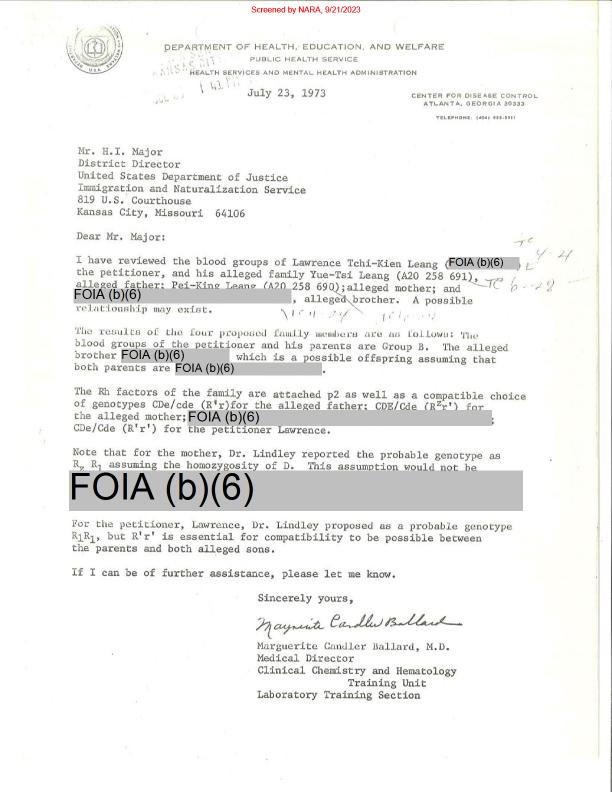 Screened by NARA, 9/21/2023
DEPARTMENT OF HEALTH, EDUCATION, AND WELFARE
PUBLIC HEALTH SERVICE
HEALTH SERVICES AND MENTAL HEALTH ADMINISTRATION
July 23, 1973
CENTER FOR DISEASE CONTROL
ATLANTA, GEORGIA 30333
TELEPHONE: (404) 633-3311
Mr. H.I. Major
District Director
United States Department of Justice
Immigration and Naturalization Service
819 U.S. Courthouse
Kansas City, Missouri 64106
Dear Mr. Major:
I have reviewed the blood groups of Lawrence Tchi-Kien Leang (FOIA (b)(6))
the petitioner, and his alleged family Yue-Tsi Leang (A20 258 691),
alleged father; Pei-King Leang (A20 258 690);alleged mother; and
FOIA (b)(6), alleged brother. A possible
relationship may exist.
The results of the four proposed family members are as follows: The
blood groups of the petitioner and his parents are Group B. The alleged
brother FOIA (b)(6) which is a possible offspring assuming that
both parents are FOIA (b)(6).
The Rh factors of the family are attached p2 as well as a compatible choice
of genotypes CDe/cde (R'r)for the alleged father; CDE/Cde (RZr') for
the alleged mother; FOIA (b)(6);
CDe/Cde (R'r') for the petitioner Lawrence.
Note that for the mother, Dr. Lindley reported the probable genotype as
Rz R1 assuming the homozygosity of D. This assumption would not be
FOIA (b)(6)
For the petitioner, Lawrence, Dr. Lindley proposed as a probable genotype
R1R1, but R'r' is essential for compatibility to be possible between
the parents and both alleged sons.
If I can be of further assistance, please let me know.
Sincerely yours,
Marguerite Candler Ballard
Marguerite Candler Ballard, M.D.
Medical Director
Clinical Chemistry and Hematology
Training Unit
Laboratory Training Section